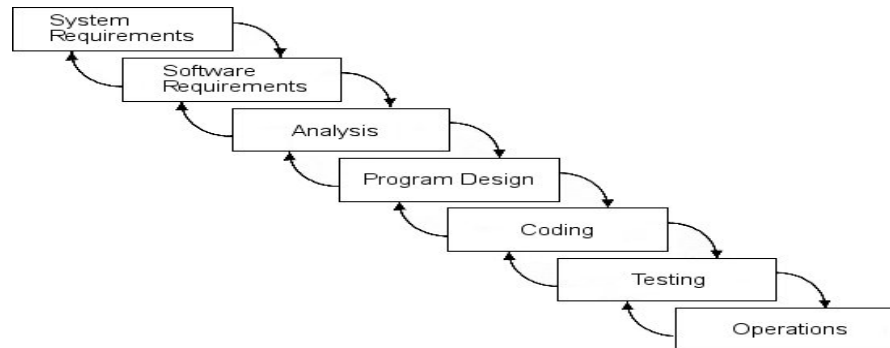 System
Requirements
Software
Requirements
Analysis
Program Design
Coding
Testing
Operations